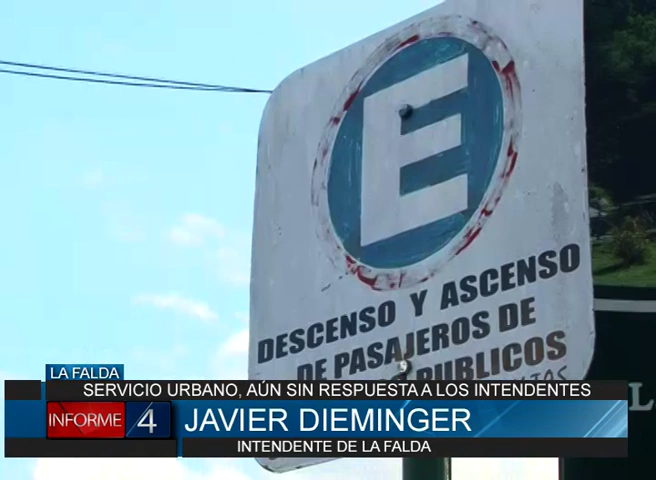 E
DESCENSO Y ASCENSO
DE PASAJEROS DE
PUBLICOS
LA FALDA
SERVICIO URBANO, AÚN SIN RESPUESTA A LOS INTENDENTES
INFORME 4
JAVIER DIEMINGER
INTENDENTE DE LA FALDA
L